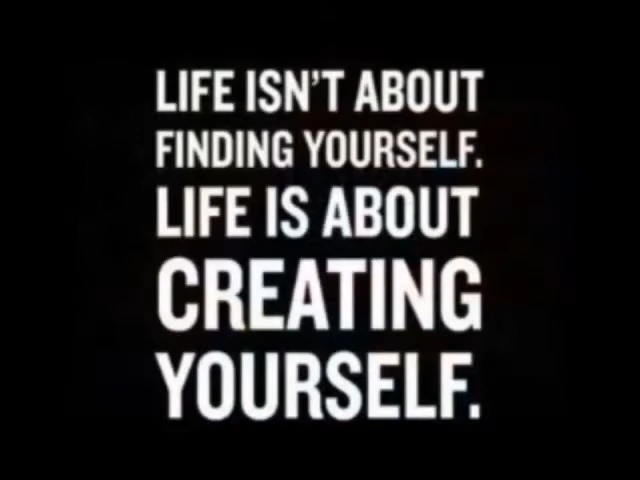 LIFE ISN'T ABOUT
FINDING YOURSELF.
LIFE IS ABOUT
CREATING
YOURSELF.